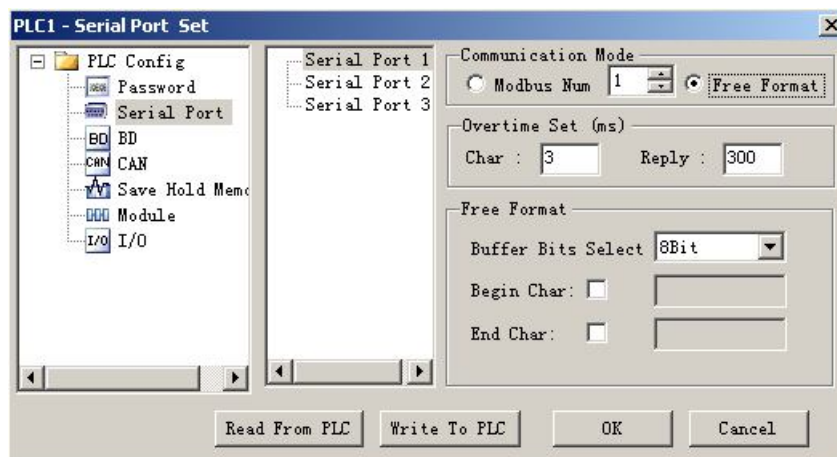 PLC1 - Serial Port Set
PLC Config
Password
Serial Port
BD
BD
CAN
CAN
Save Hold Memo
Module
I/O
I/O
Serial Port 1
Serial Port 2
Serial Port 3
Communication Mode
Modbus Num 1 Free Format
Overtime Set (ms)
Char : 3 Reply : 300
Free Format
Buffer Bits Select 8Bit
Begin Char:
End Char:
Read From PLC Write To PLC OK Cancel